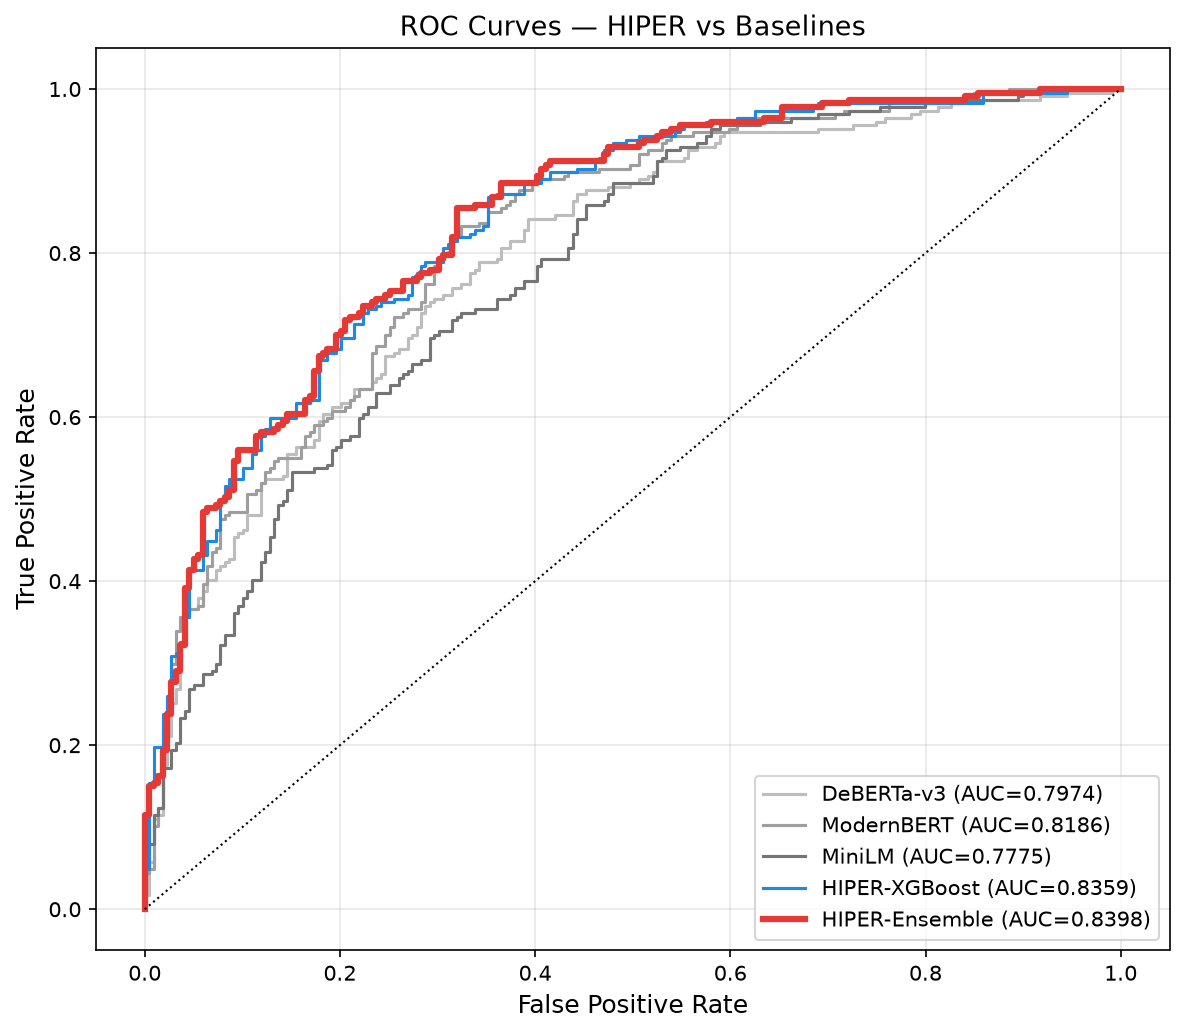 ROC Curves — HIPER vs Baselines
True Positive Rate
1.0
0.8
0.6
0.4
0.2
0.0
0.0 0.2 0.4 0.6 0.8 1.0
False Positive Rate
DeBERTa-v3 (AUC=0.7974)
ModernBERT (AUC=0.8186)
MiniLM (AUC=0.7775)
HIPER-XGBoost (AUC=0.8359)
HIPER-Ensemble (AUC=0.8398)